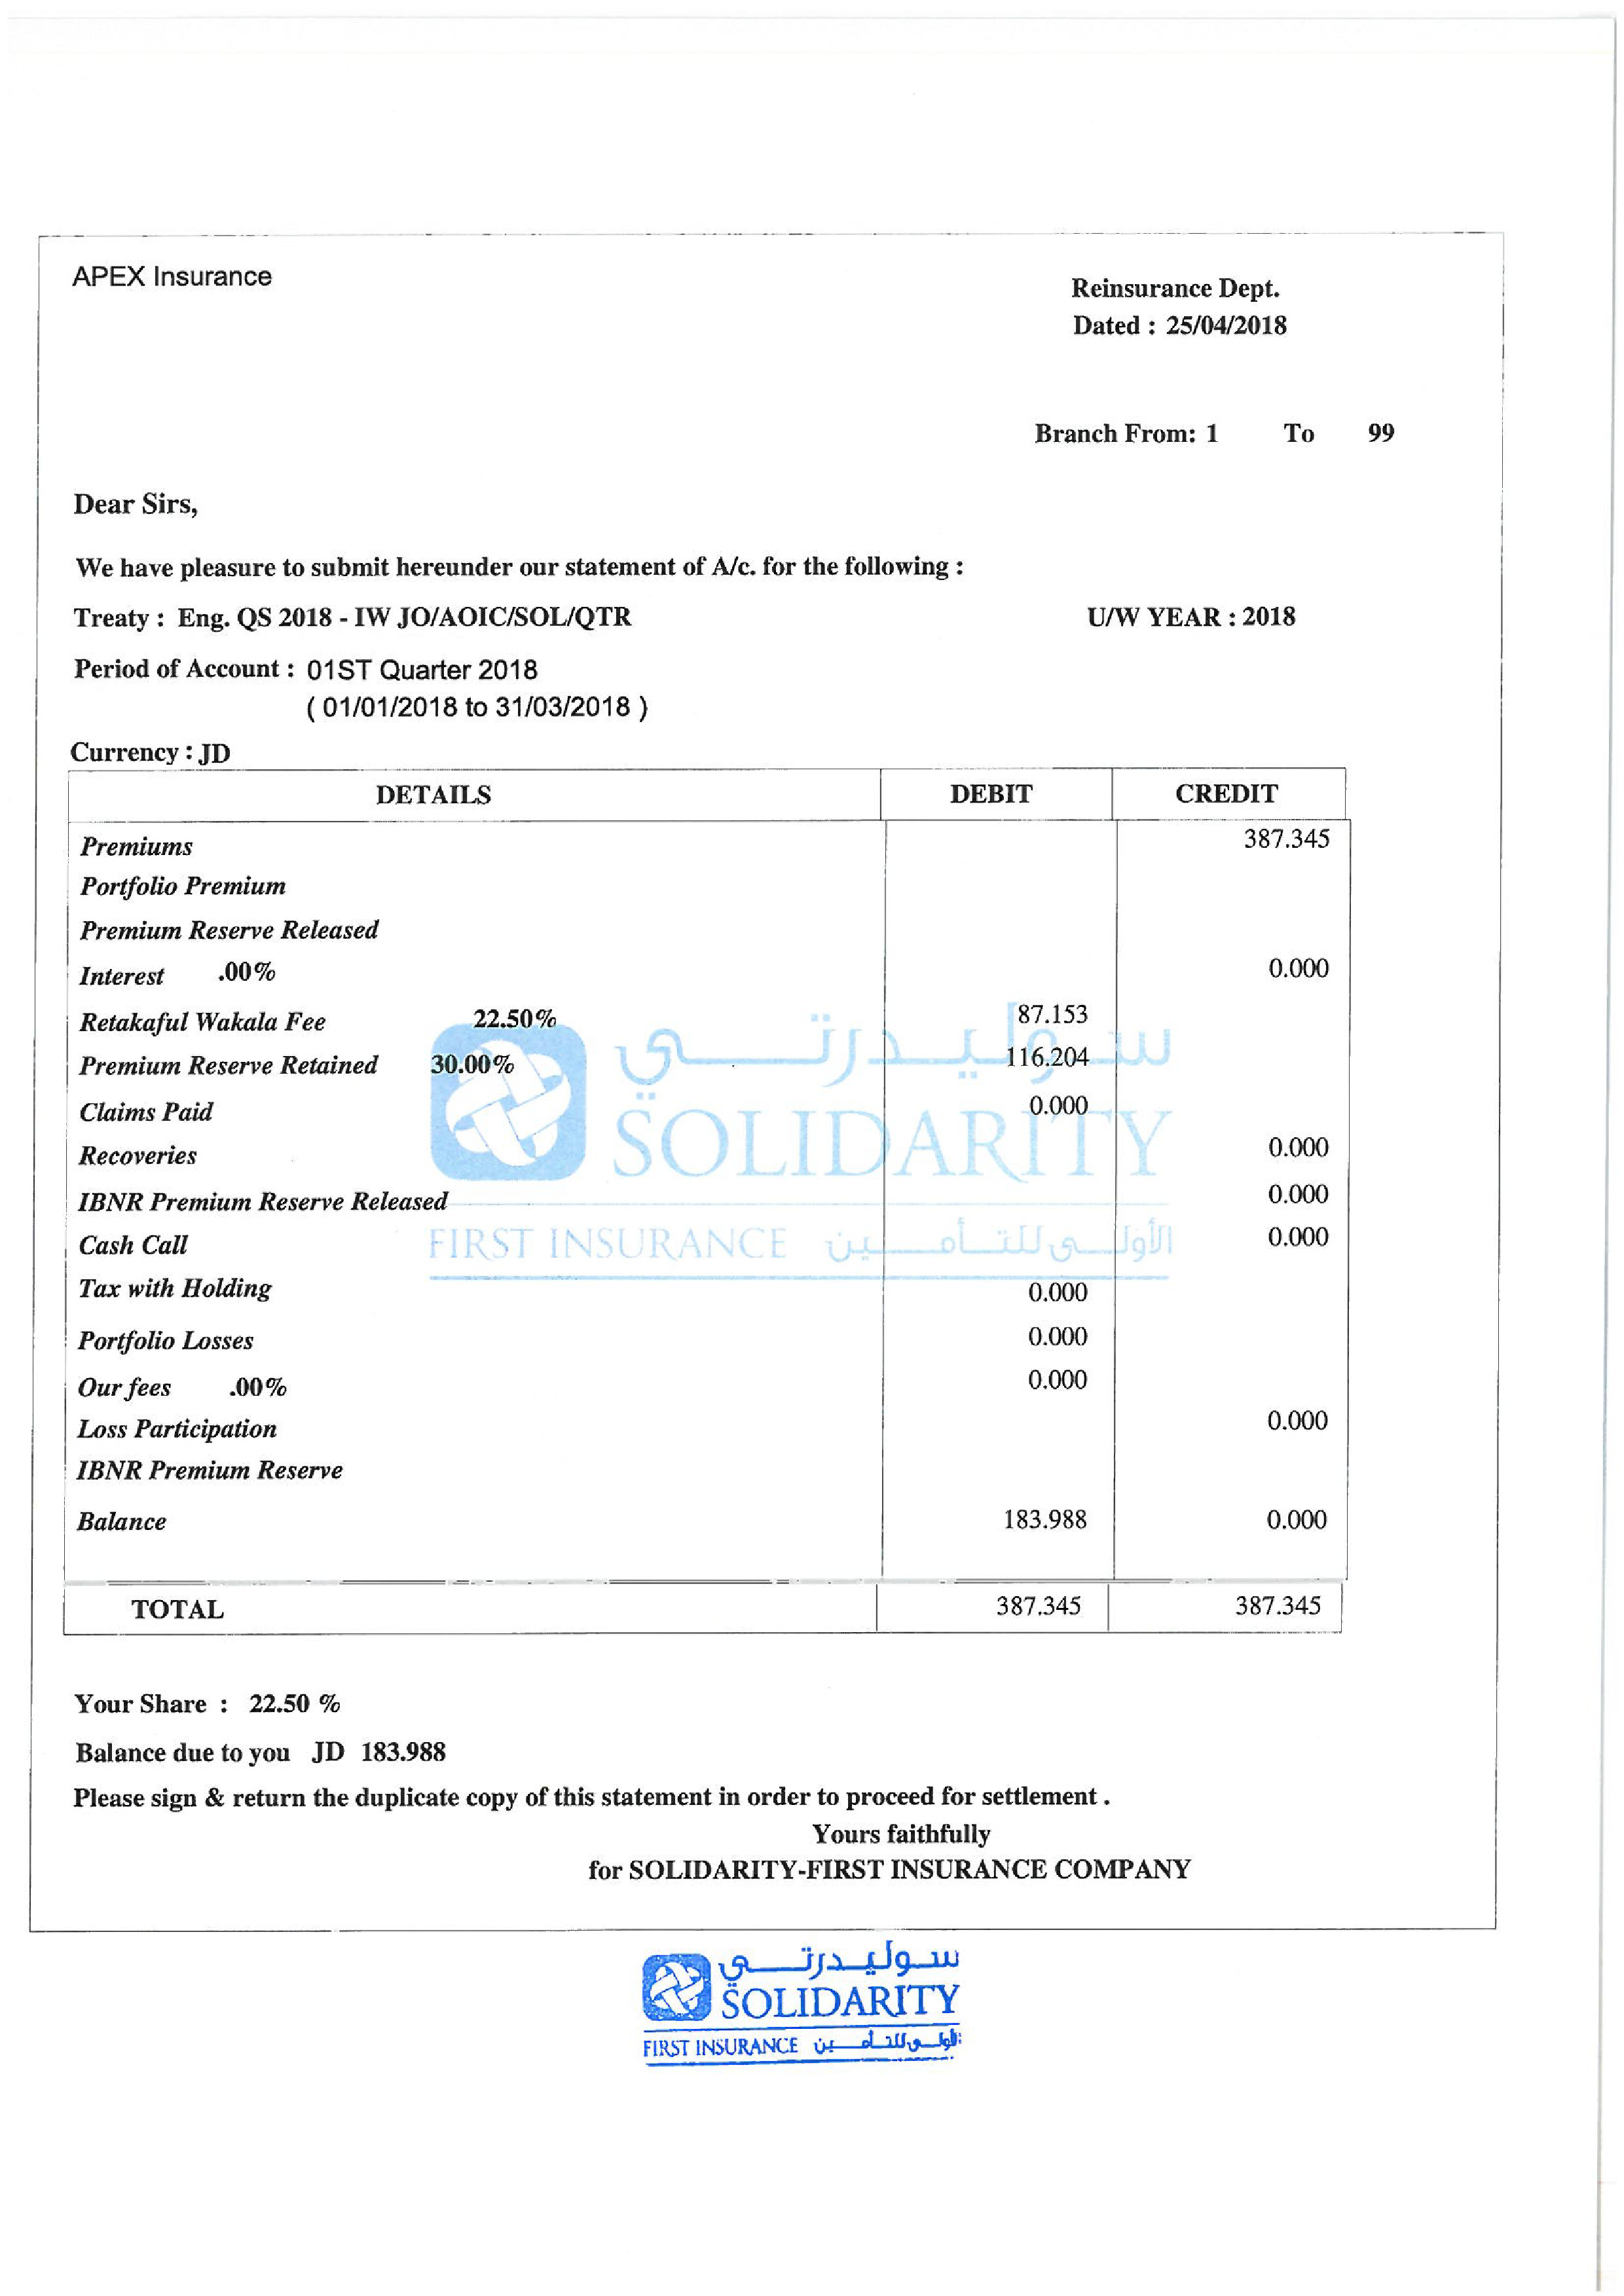 APEX Insurance
Reinsurance Dept.
Dated : 25/04/2018
Branch From: 1 To 99
Dear Sirs,
We have pleasure to submit hereunder our statement of A/c. for the following :
Treaty : Eng. QS 2018 - IW JO/AOIC/SOL/QTR U/W YEAR : 2018
Period of Account : 01ST Quarter 2018
( 01/01/2018 to 31/03/2018 )
Currency : JD
DETAILS DEBIT CREDIT
Premiums 387.345
Portfolio Premium
Premium Reserve Released
Interest .00% 0.000
Retakaful Wakala Fee 22.50% 87.153
Premium Reserve Retained 30.00% 116.204
Claims Paid 0.000
Recoveries 0.000
IBNR Premium Reserve Released 0.000
Cash Call 0.000
Tax with Holding 0.000
Portfolio Losses 0.000
Our fees .00% 0.000
Loss Participation 0.000
IBNR Premium Reserve
Balance 183.988 0.000
TOTAL 387.345 387.345
سوليدرتي
SOLIDARITY
FIRST INSURANCE الأولى للتأمين
Your Share : 22.50 %
Balance due to you JD 183.988
Please sign & return the duplicate copy of this statement in order to proceed for settlement .
Yours faithfully
for SOLIDARITY-FIRST INSURANCE COMPANY
سوليدرتي
SOLIDARITY
FIRST INSURANCE الأولى للتأمين